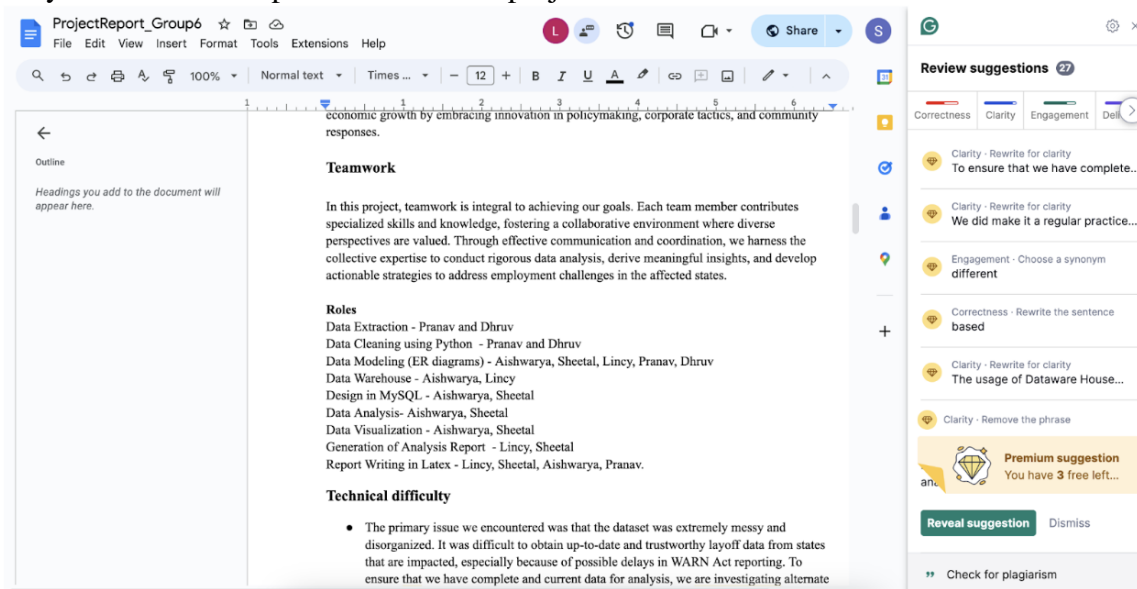 ProjectReport_Group6
File Edit View Insert Format Tools Extensions Help
L
Share
S
100% Normal text Times ... − 12 + B I U A
Outline
Headings you add to the document will
appear here.
1 1 2 3 4 5 6
economic growth by embracing innovation in policymaking, corporate tactics, and community
responses.
Teamwork
In this project, teamwork is integral to achieving our goals. Each team member contributes
specialized skills and knowledge, fostering a collaborative environment where diverse
perspectives are valued. Through effective communication and coordination, we harness the
collective expertise to conduct rigorous data analysis, derive meaningful insights, and develop
actionable strategies to address employment challenges in the affected states.
Roles
Data Extraction - Pranav and Dhruv
Data Cleaning using Python - Pranav and Dhruv
Data Modeling (ER diagrams) - Aishwarya, Sheetal, Lincy, Pranav, Dhruv
Data Warehouse - Aishwarya, Lincy
Design in MySQL - Aishwarya, Sheetal
Data Analysis- Aishwarya, Sheetal
Data Visualization - Aishwarya, Sheetal
Generation of Analysis Report - Lincy, Sheetal
Report Writing in Latex - Lincy, Sheetal, Aishwarya, Pranav.
Technical difficulty
● The primary issue we encountered was that the dataset was extremely messy and
disorganized. It was difficult to obtain up-to-date and trustworthy layoff data from states
that are impacted, especially because of possible delays in WARN Act reporting. To
ensure that we have complete and current data for analysis, we are investigating alternate
31
G
Review suggestions 27
Correctness Clarity Engagement Deli
Clarity · Rewrite for clarity
To ensure that we have complete...
Clarity · Rewrite for clarity
We did make it a regular practice...
Engagement · Choose a synonym
different
Correctness · Rewrite the sentence
based
Clarity · Rewrite for clarity
The usage of Dataware House...
Clarity · Remove the phrase
Premium suggestion
You have 3 free left...
Reveal suggestion Dismiss
Check for plagiarism